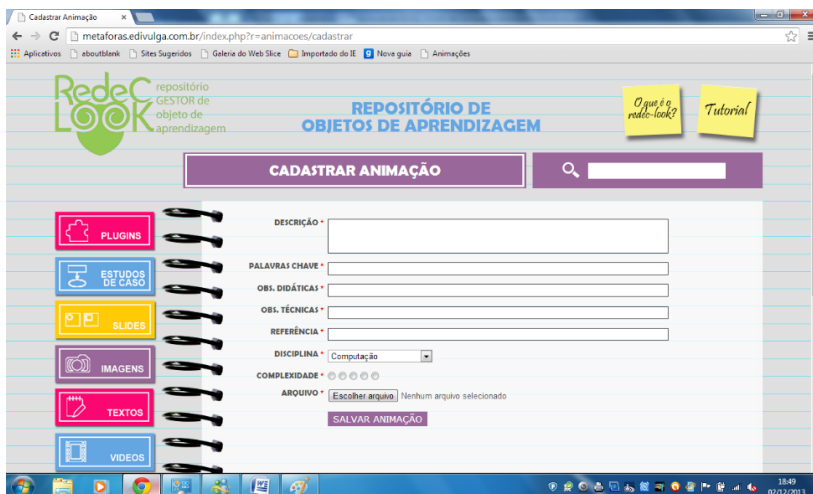 Cadastrar Animação
metaforas.edivulga.com.br/index.php?r=animacoes/cadastrar
Aplicativos aboutblank Sites Sugeridos Galeria do Web Slice Importado do IE Nova guia Animações
RedeC LOOK
repositório
GESTOR de
objeto de
aprendizagem
REPOSITÓRIO DE
OBJETOS DE APRENDIZAGEM
O que é o
redec-look?
Tutorial
CADASTRAR ANIMAÇÃO
PLUGINS
ESTUDOS
DE CASO
SLIDES
IMAGENS
TEXTOS
VIDEOS
DESCRIÇÃO *
PALAVRAS CHAVE *
OBS. DIDÁTICAS *
OBS. TÉCNICAS *
REFERÊNCIA *
DISCIPLINA * Computação
COMPLEXIDADE *
ARQUIVO * Escolher arquivo Nenhum arquivo selecionado
SALVAR ANIMAÇÃO
18:49
02/12/2013